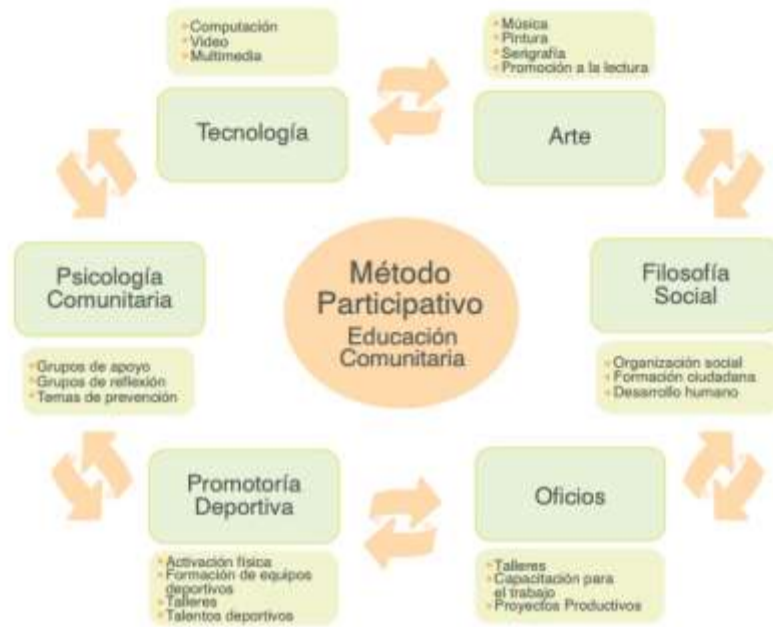 • Computación
• Video
• Multimedia
Tecnología
• Música
• Pintura
• Serigrafía
• Promoción a la lectura
Arte
Psicología
Comunitaria
• Grupos de apoyo
• Grupos de reflexión
• Temas de prevención
Método
Participativo
Educación
Comunitaria
Filosofía
Social
• Organización social
• Formación ciudadana
• Desarrollo humano
Promotoría
Deportiva
• Activación física
• Formación de equipos
deportivos
• Talleres
• Talentos deportivos
Oficios
• Talleres
• Capacitación para
el trabajo
• Proyectos Productivos